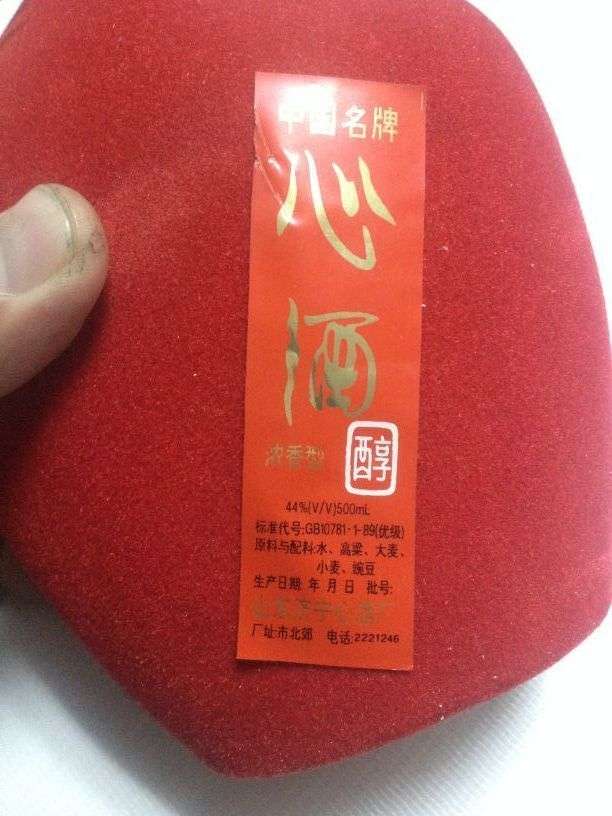 中国名牌
心
酒
浓香型
醇
44%(V/V)500mL
标准代号:GB10781-1-89(优级)
原料与配料:水、高粱、大麦、
小麦、豌豆
生产日期: 年 月 日 批号:
厂址:市北郊 电话:2221246